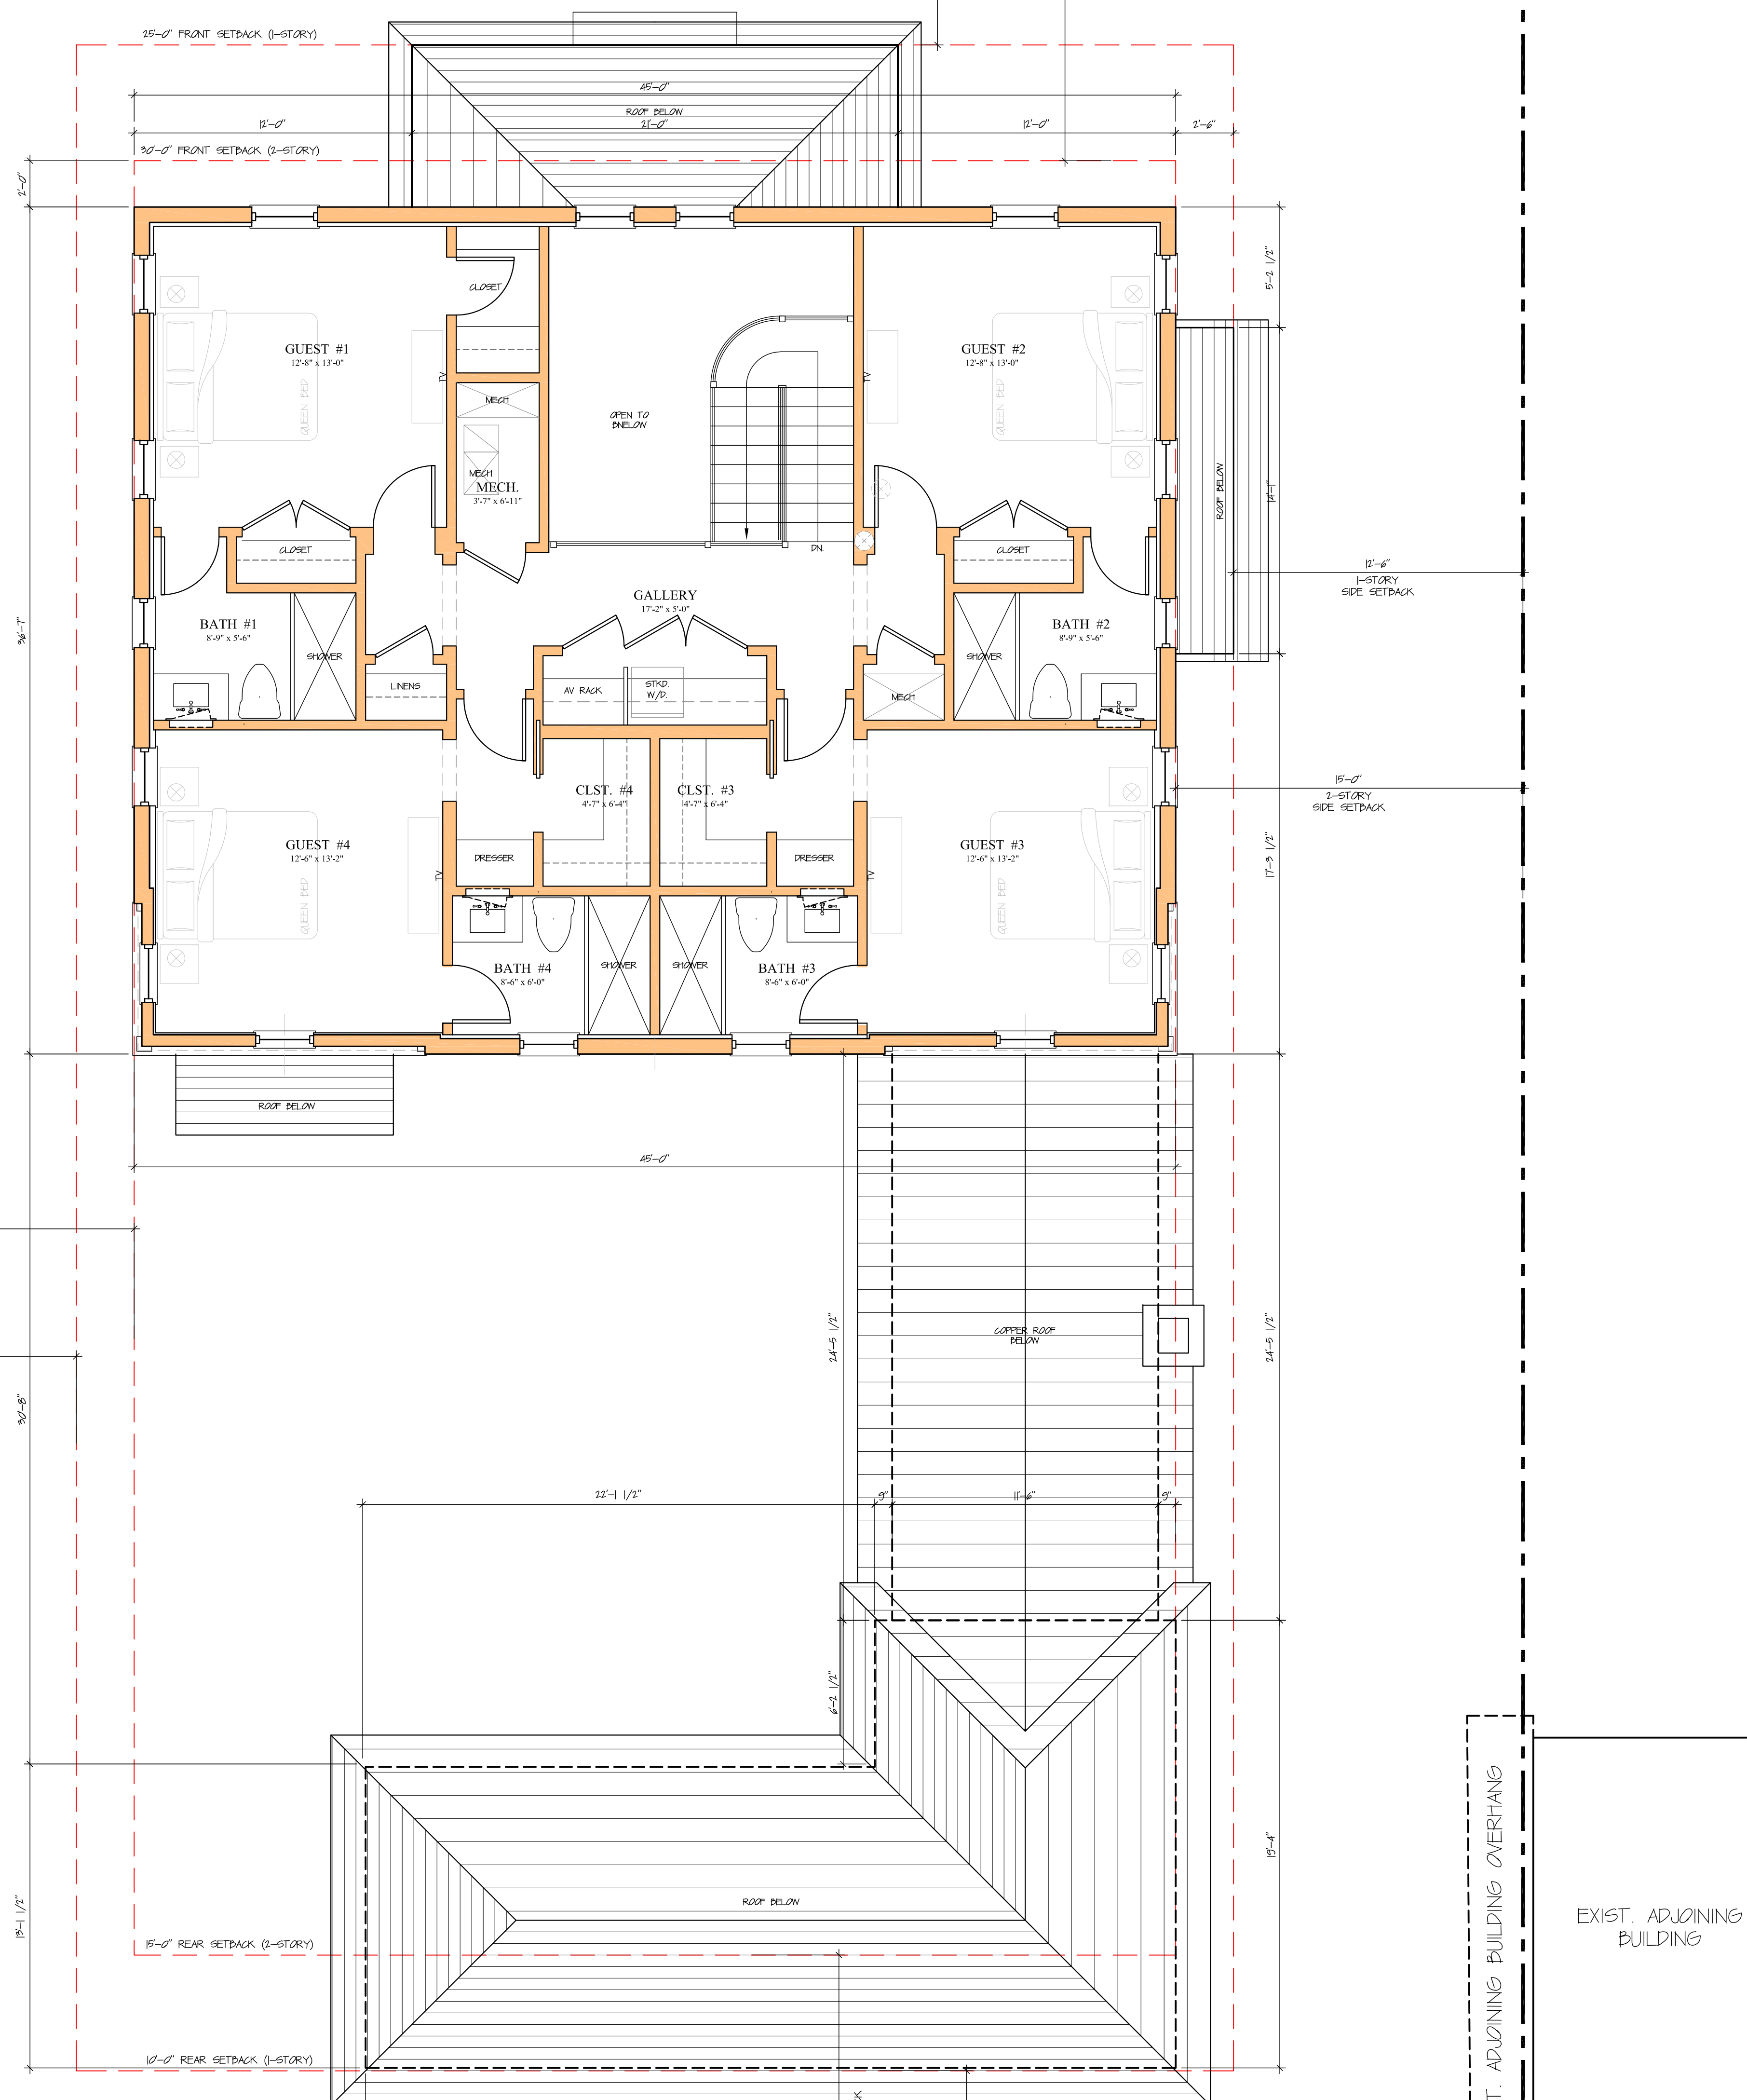 25'-0" FRONT SETBACK (1-STORY)
45'-0"
ROOF BELOW
12'-0"
21'-0"
12'-0"
2'-6"
30'-0" FRONT SETBACK (2-STORY)
2'-0"
5'-2 1/2"
CLOSET
GUEST #1
12'-8" x 13'-0"
GUEST #2
12'-8" x 13'-0"
TV
TV
QUEEN BED
QUEEN BED
MECH
OPEN TO
BNELOW
MECH
MECH.
3'-7" x 6'-11"
ROOF BELOW
14'-1"
CLOSET
DN.
CLOSET
12'-6"
1-STORY
SIDE SETBACK
36'-7"
GALLERY
17'-2" x 5'-0"
BATH #1
8'-9" x 5'-6"
BATH #2
8'-9" x 5'-6"
SHOWER
SHOWER
LINENS
AV RACK
STKD.
W/D.
MECH
15'-0"
2-STORY
SIDE SETBACK
CLST. #4
4'-7" x 6'-4"
CLST. #3
4'-7" x 6'-4"
GUEST #4
12'-6" x 13'-2"
GUEST #3
12'-6" x 13'-2"
17'-3 1/2"
DRESSER
DRESSER
TV
TV
QUEEN BED
QUEEN BED
BATH #4
8'-6" x 6'-0"
SHOWER
SHOWER
BATH #3
8'-6" x 6'-0"
ROOF BELOW
45'-0"
24'-5 1/2"
COPPER ROOF
BELOW
24'-5 1/2"
30'-8"
22'-1 1/2"
9"
11'-6"
9"
6'-2 1/2"
19'-4"
ROOF BELOW
13'-1 1/2"
15'-0" REAR SETBACK (2-STORY)
10'-0" REAR SETBACK (1-STORY)
T. ADJOINING BUILDING OVERHANG
EXIST. ADJOINING
BUILDING